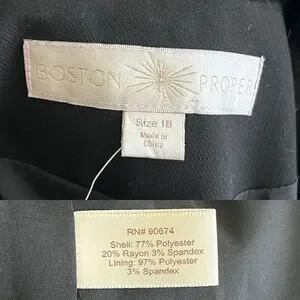 BOSTON PROPER
Size 18
Made in
China
RN# 90674
Shell: 77% Polyester
20% Rayon 3% Spandex
Lining: 97% Polyester
3% Spandex